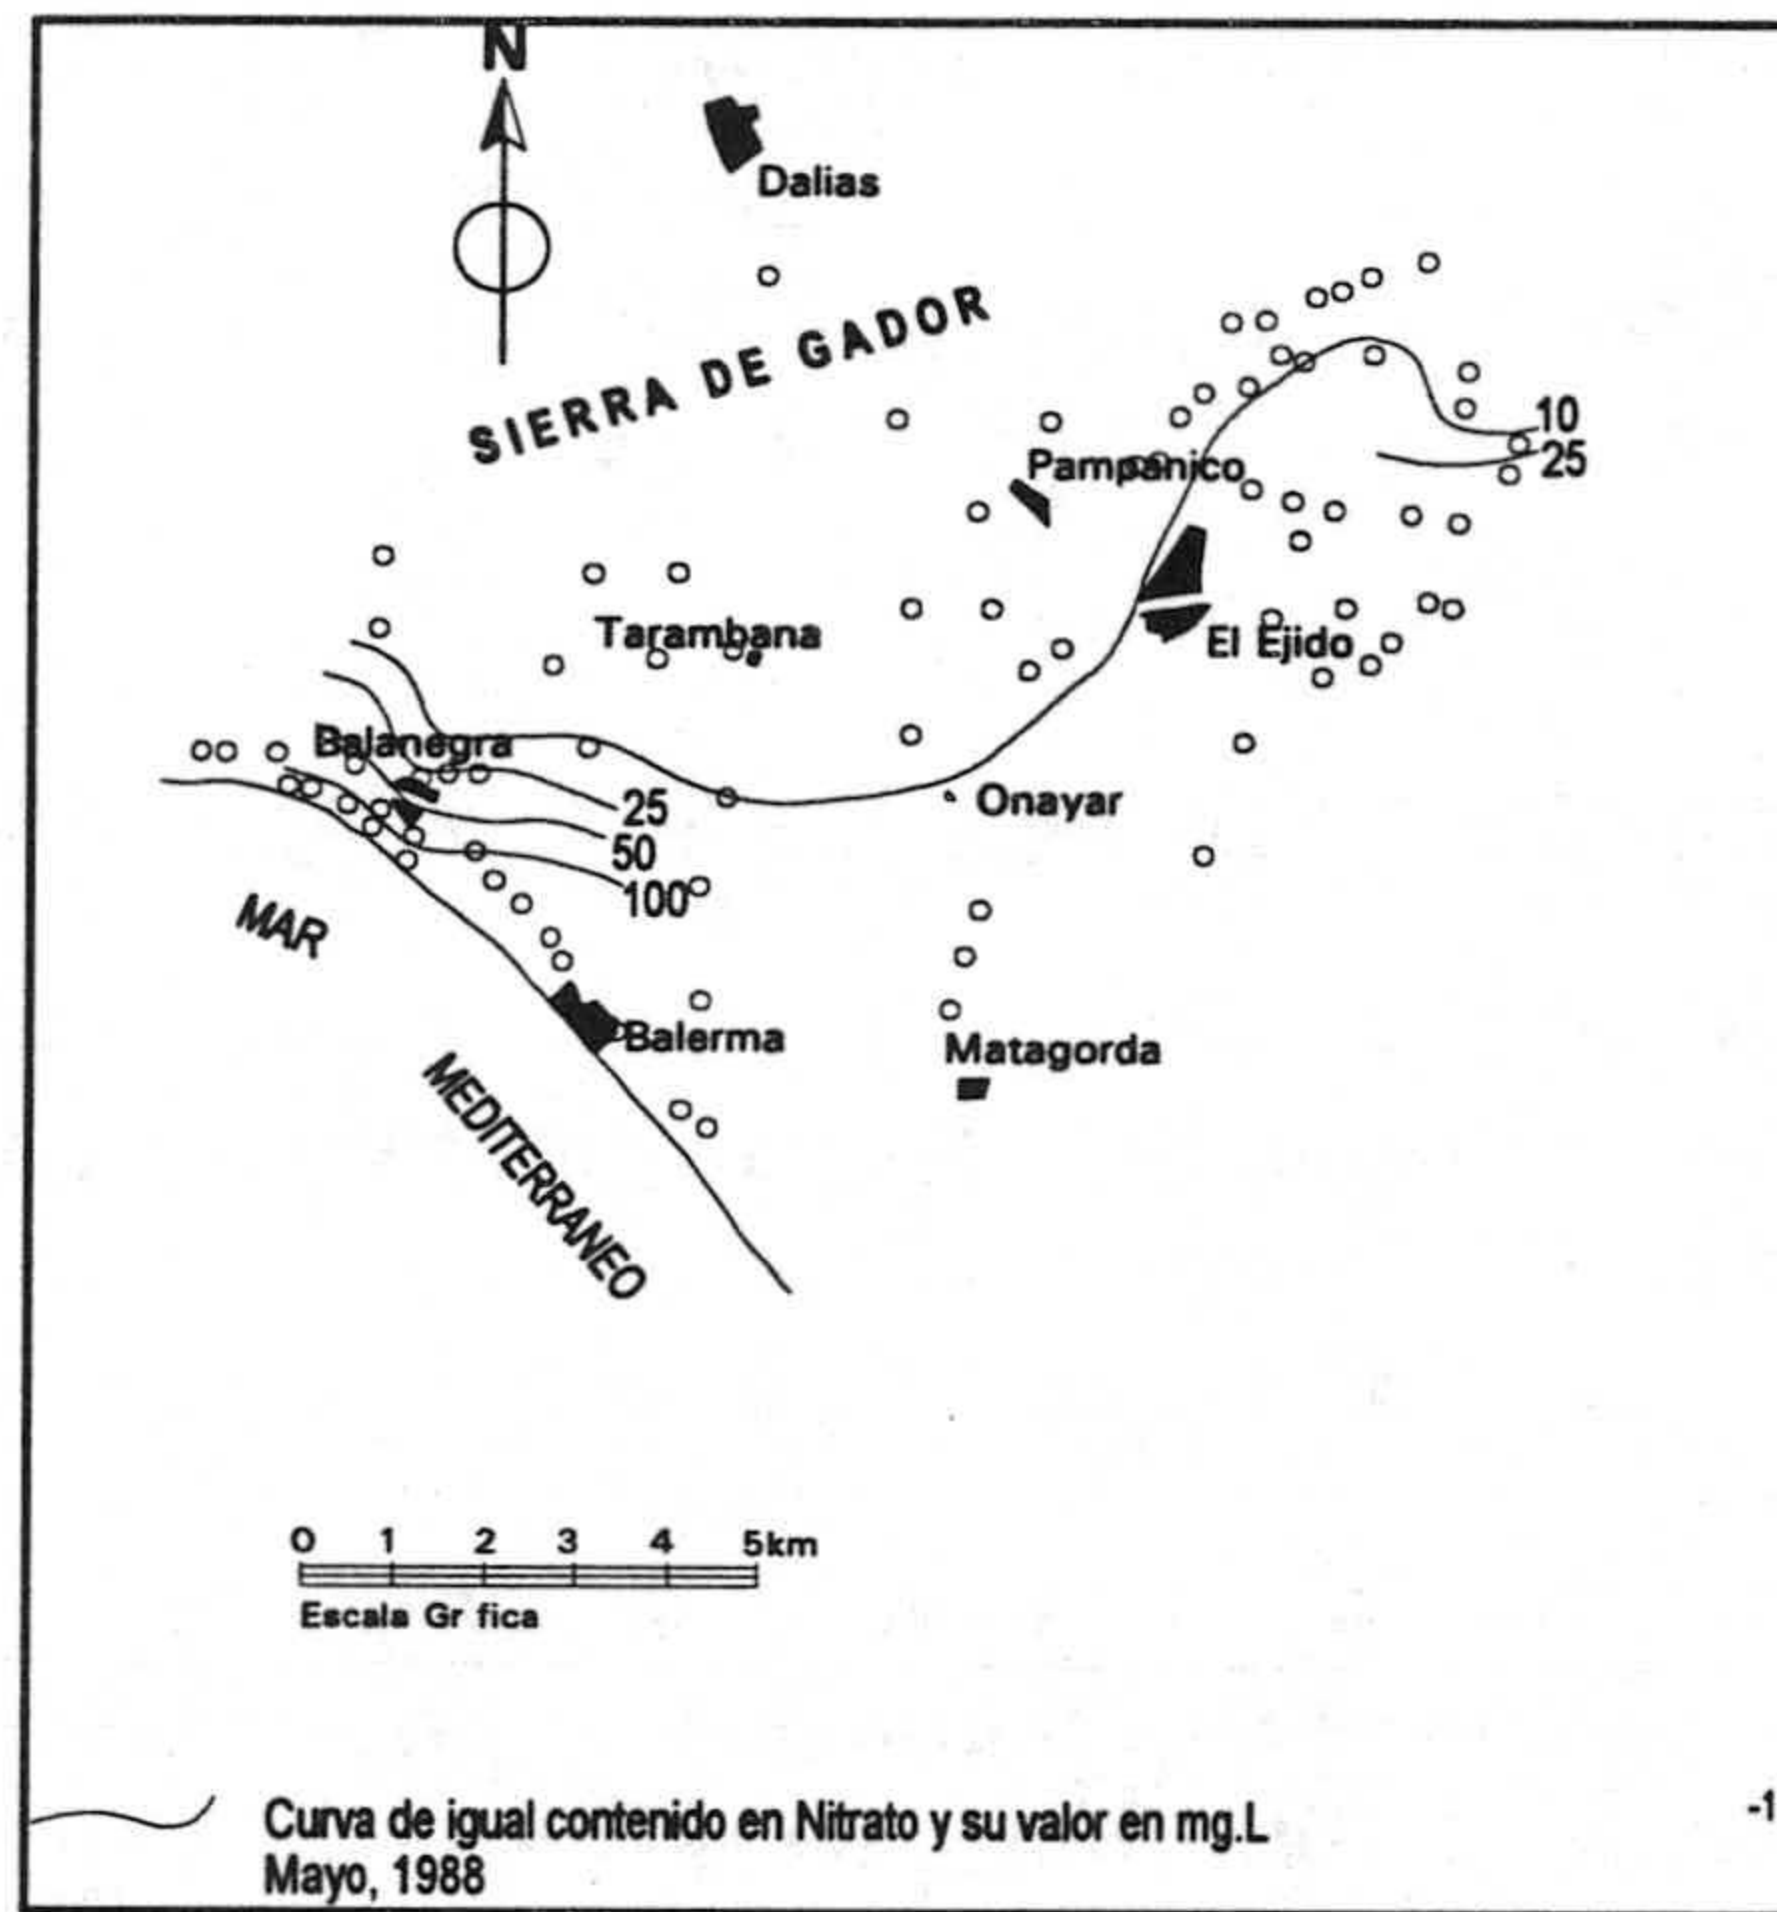 N
Dalias
SIERRA DE GADOR
10
Pampanico
25
Tarambana
El Ejido
Balanegra
25
Onayar
50
100
MAR
Balerma
Matagorda
MEDITERRANEO
0 1 2 3 4 5km
Escala Gr fica
-1
Curva de igual contenido en Nitrato y su valor en mg.L
Mayo, 1988